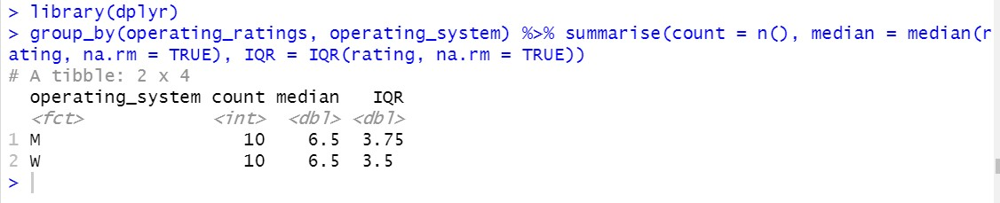 > library(dplyr)
> group_by(operating_ratings, operating_system) %>% summarise(count = n(), median = median(r
ating, na.rm = TRUE), IQR = IQR(rating, na.rm = TRUE))
# A tibble: 2 x 4
  operating_system count median   IQR
  <fct>            <int>  <dbl> <dbl>
1 M                   10    6.5  3.75
2 W                   10    6.5  3.5
>